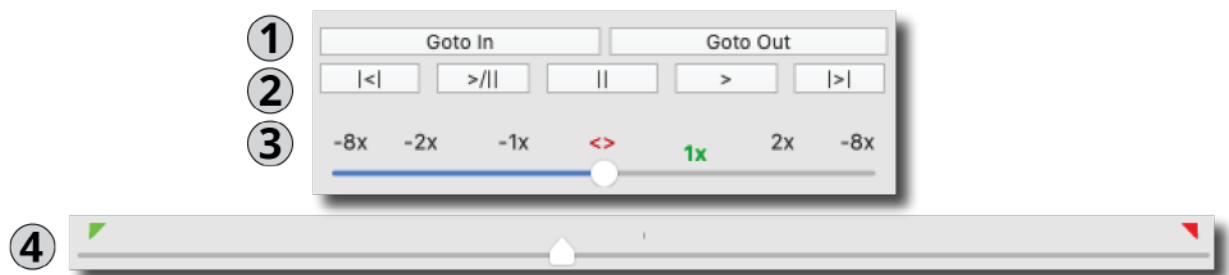 1 Goto In Goto Out
2 |<| >/|| || > |>|
3 -8x -2x -1x <> 1x 2x -8x
4